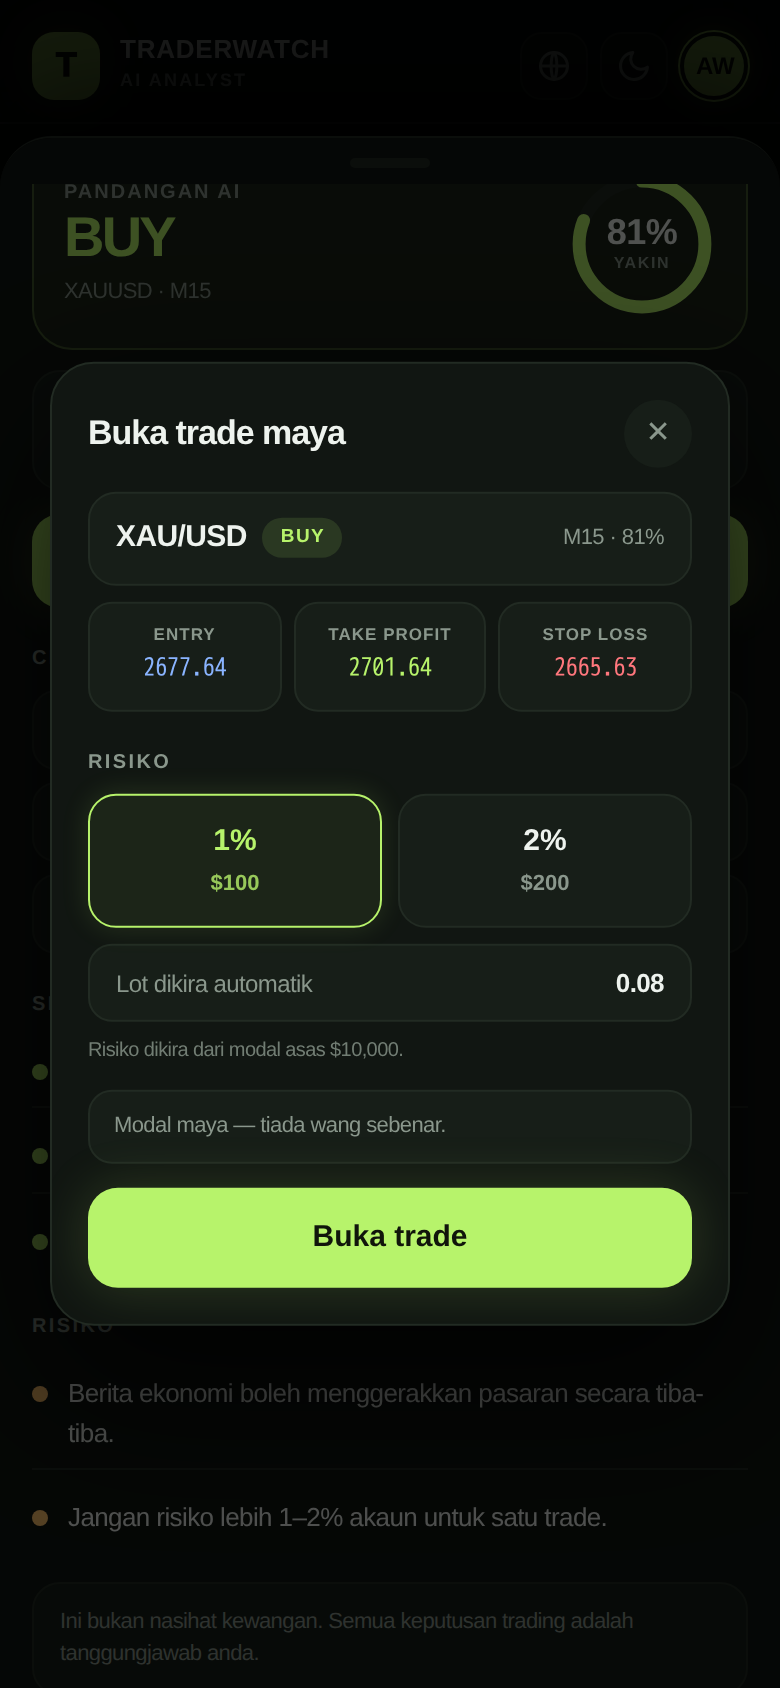 T
TRADERWATCH
AI ANALYST
AW
PANDANGAN AI
BUY
XAUUSD · M15
81%
YAKIN
Buka trade maya
✕
XAU/USD BUY M15 · 81%
ENTRY TAKE PROFIT STOP LOSS
2677.64 2701.64 2665.63
RISIKO
1% 2%
$100 $200
Lot dikira automatik 0.08
Risiko dikira dari modal asas $10,000.
Modal maya — tiada wang sebenar.
Buka trade
RISIKO
Berita ekonomi boleh menggerakkan pasaran secara tiba-
tiba.
Jangan risiko lebih 1–2% akaun untuk satu trade.
Ini bukan nasihat kewangan. Semua keputusan trading adalah
tanggungjawab anda.